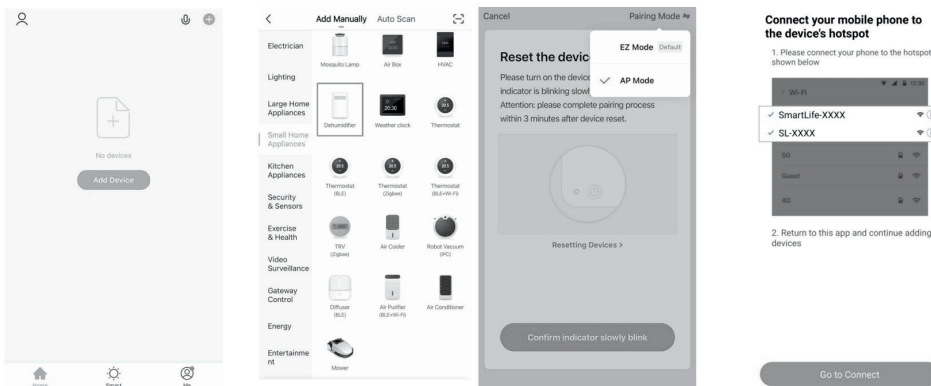 No devices
Add Device
Home
Smart
Me
Add Manually
Auto Scan
Electrician
Lighting
Large Home
Appliances
Small Home
Appliances
Kitchen
Appliances
Security
& Sensors
Exercise
& Health
Video
Surveillance
Gateway
Control
Energy
Entertainme
nt
Mosquito Lamp
Air Box
HVAC
20:30
Dehumidifier
Weather clock
Thermostat
Thermostat
(BLE)
Thermostat
(Zigbee)
Thermostat
(BLE+Wi-Fi)
TRV
(Zigbee)
Air Cooler
Robot Vacuum
(IPC)
Diffuser
(BLE)
Air Purifier
(BLE+Wi-Fi)
Air Conditioner
Mower
Cancel
Pairing Mode
EZ Mode Default
AP Mode
Reset the devic
Please turn on the device
indicator is blinking slowl
Attention: please complete pairing process
within 3 minutes after device reset.
Resetting Devices >
Confirm indicator slowly blink
Connect your mobile phone to
the device's hotspot
1. Please connect your phone to the hotspot
shown below
12:30
Wi-Fi
SmartLife-XXXX
SL-XXXX
5G
Guest
4G
2. Return to this app and continue adding
devices
Go to Connect